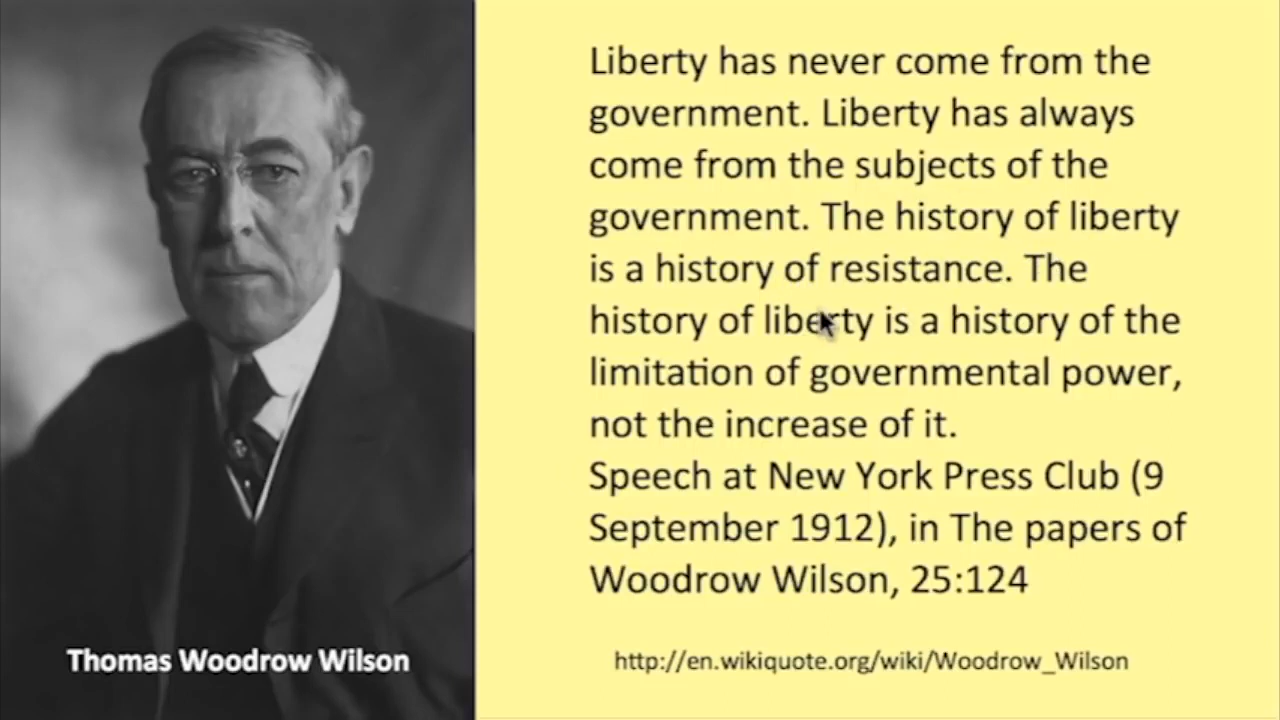 Liberty has never come from the
government. Liberty has always
come from the subjects of the
government. The history of liberty
is a history of resistance. The
history of liberty is a history of the
limitation of governmental power,
not the increase of it.
Speech at New York Press Club (9
September 1912), in The papers of
Woodrow Wilson, 25:124
Thomas Woodrow Wilson
http://en.wikiquote.org/wiki/Woodrow_Wilson